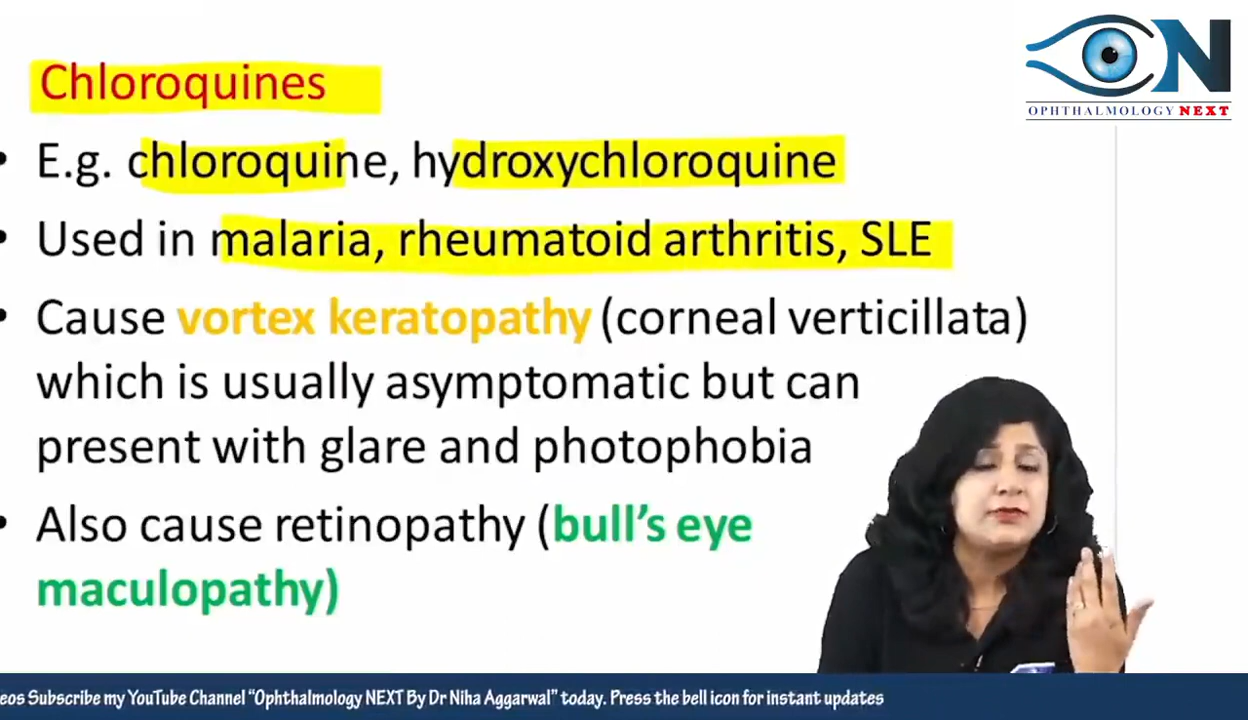 ON
OPHTHALMOLOGY NEXT
Chloroquines
• E.g. chloroquine, hydroxychloroquine
• Used in malaria, rheumatoid arthritis, SLE
• Cause vortex keratopathy (corneal verticillata)
which is usually asymptomatic but can
present with glare and photophobia
• Also cause retinopathy (bull's eye
maculopathy)
eos Subscribe my YouTube Channel “Ophthalmology NEXT By Dr Niha Aggarwal” today. Press the bell icon for instant updates